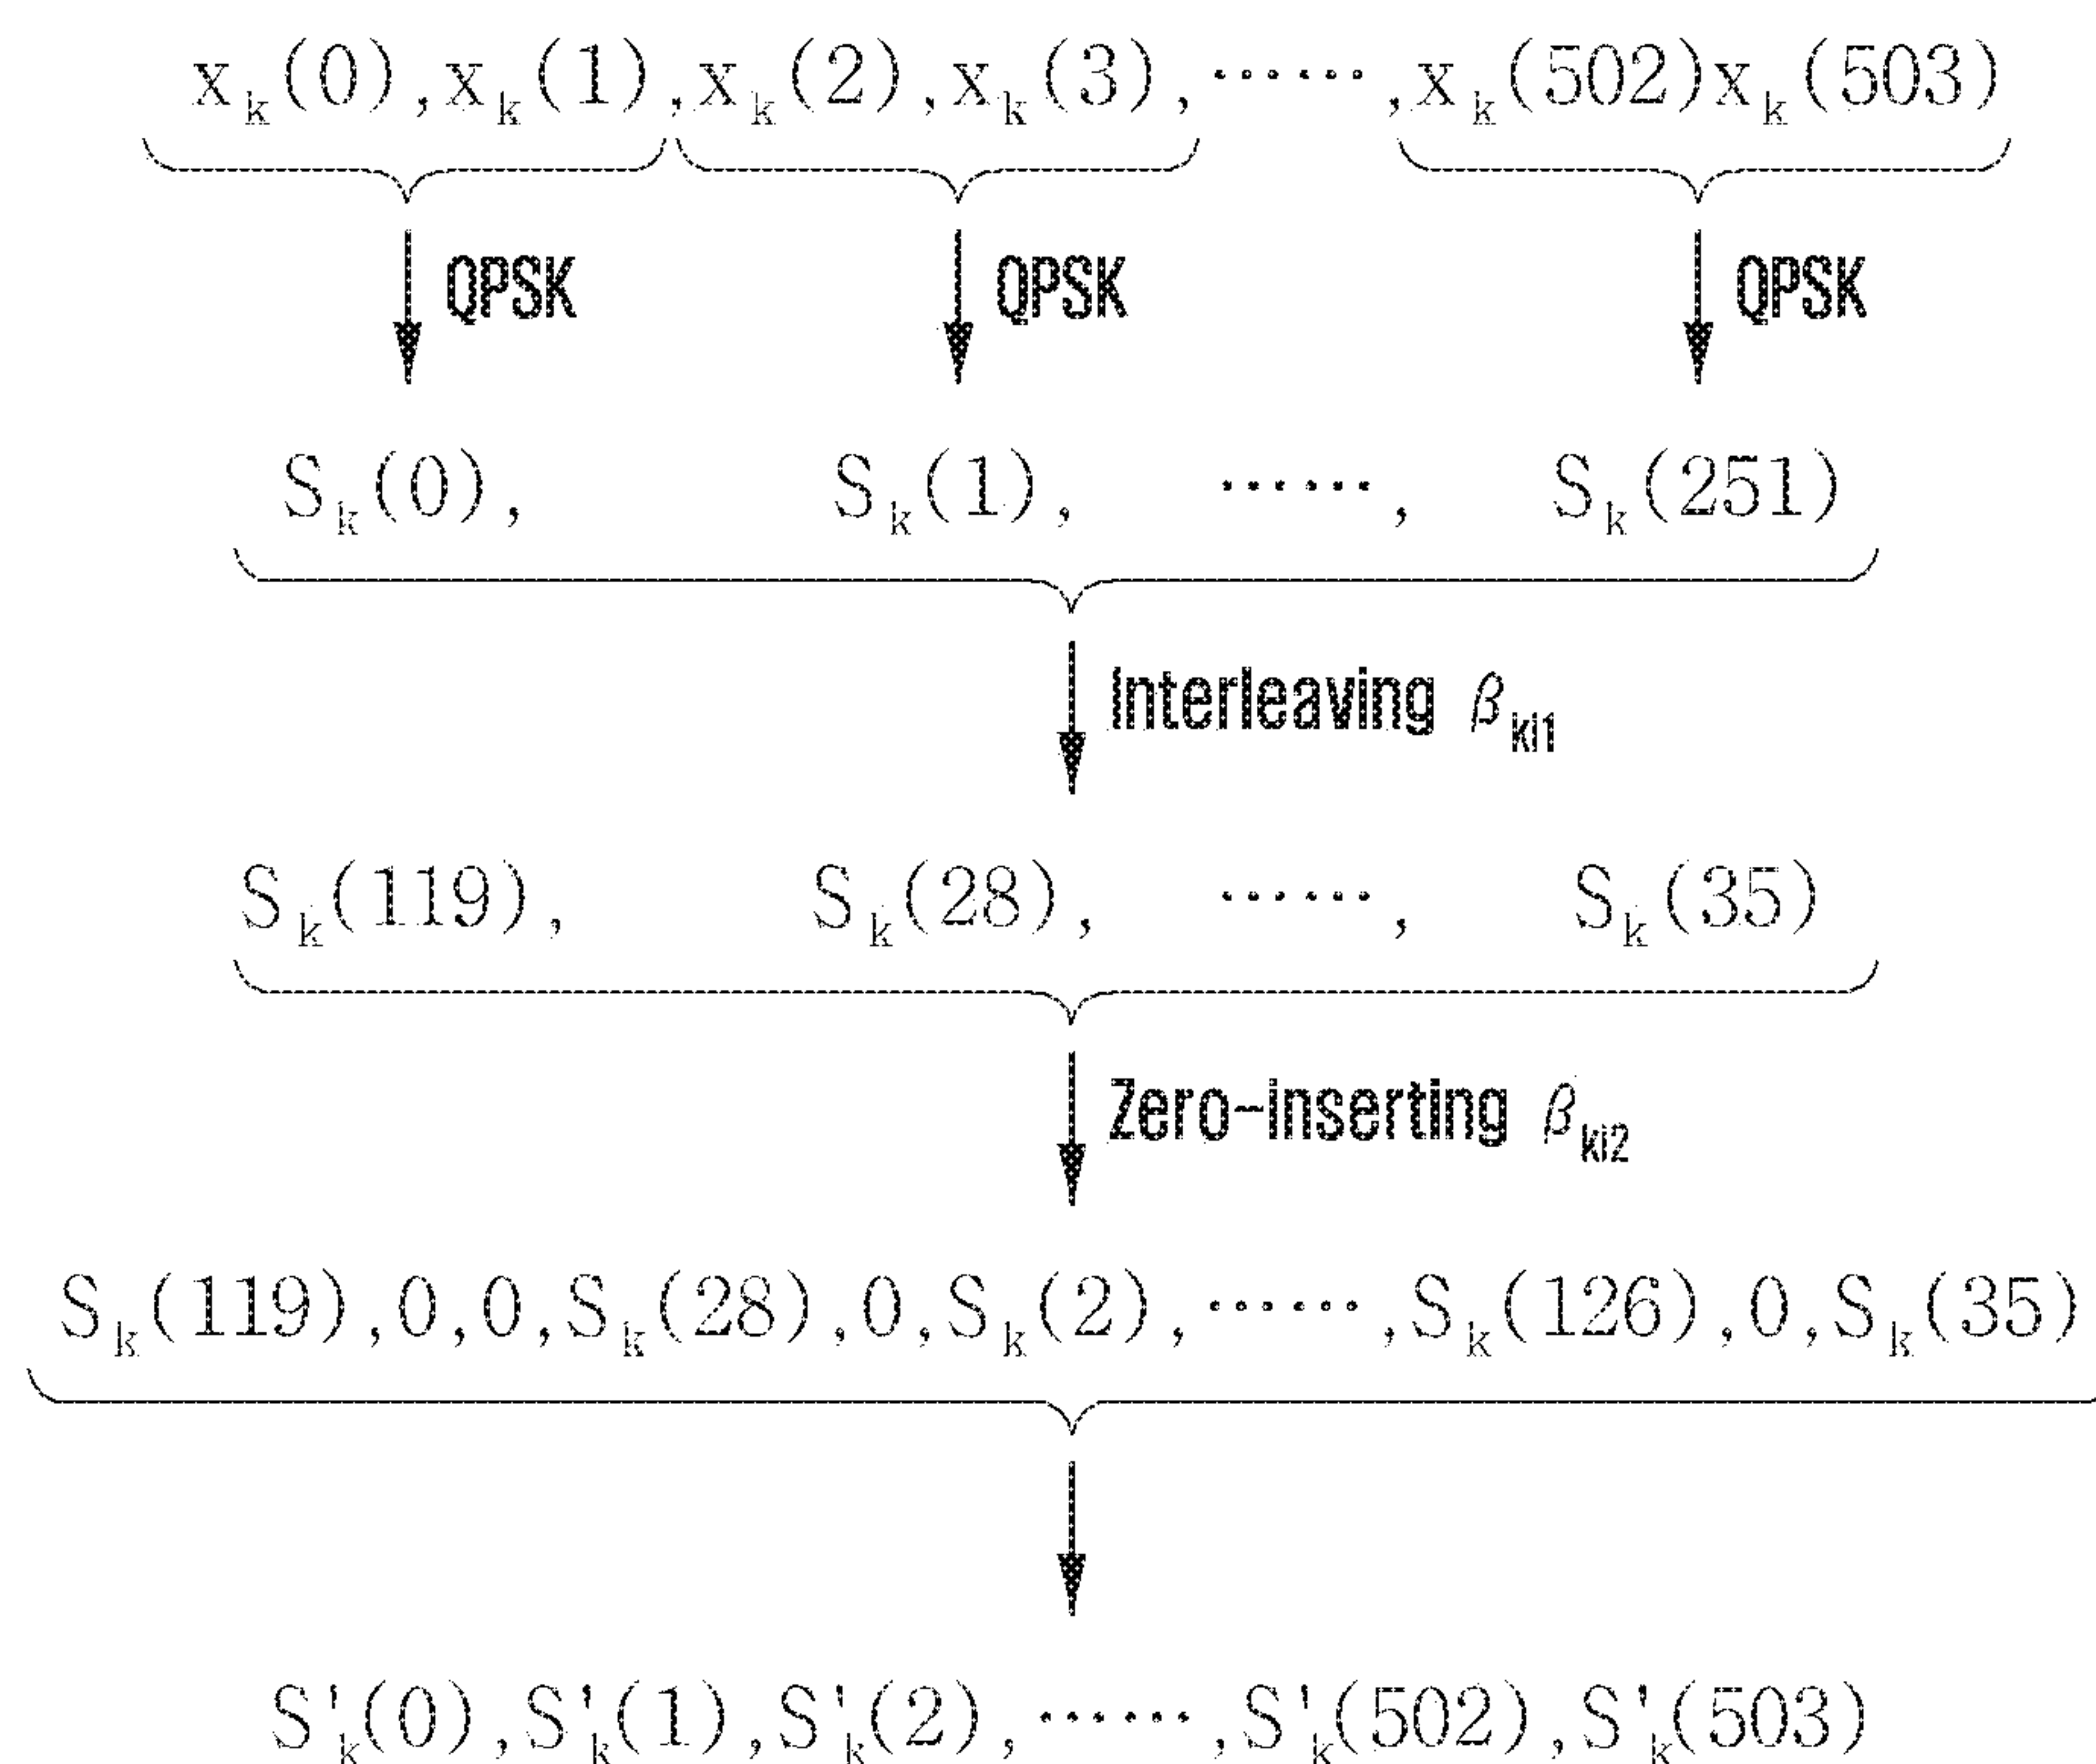 x_k(0),x_k(1),x_k(2),x_k(3),······,x_k(502)x_k(503)
QPSK QPSK QPSK
S_k(0), S_k(1), ······, S_k(251)
Interleaving β_ki1
S_k(119), S_k(28), ······, S_k(35)
Zero-inserting β_ki2
S_k(119),0,0,S_k(28),0,S_k(2),······,S_k(126),0,S_k(35)
S'_k(0),S'_k(1),S'_k(2),······,S'_k(502),S'_k(503)